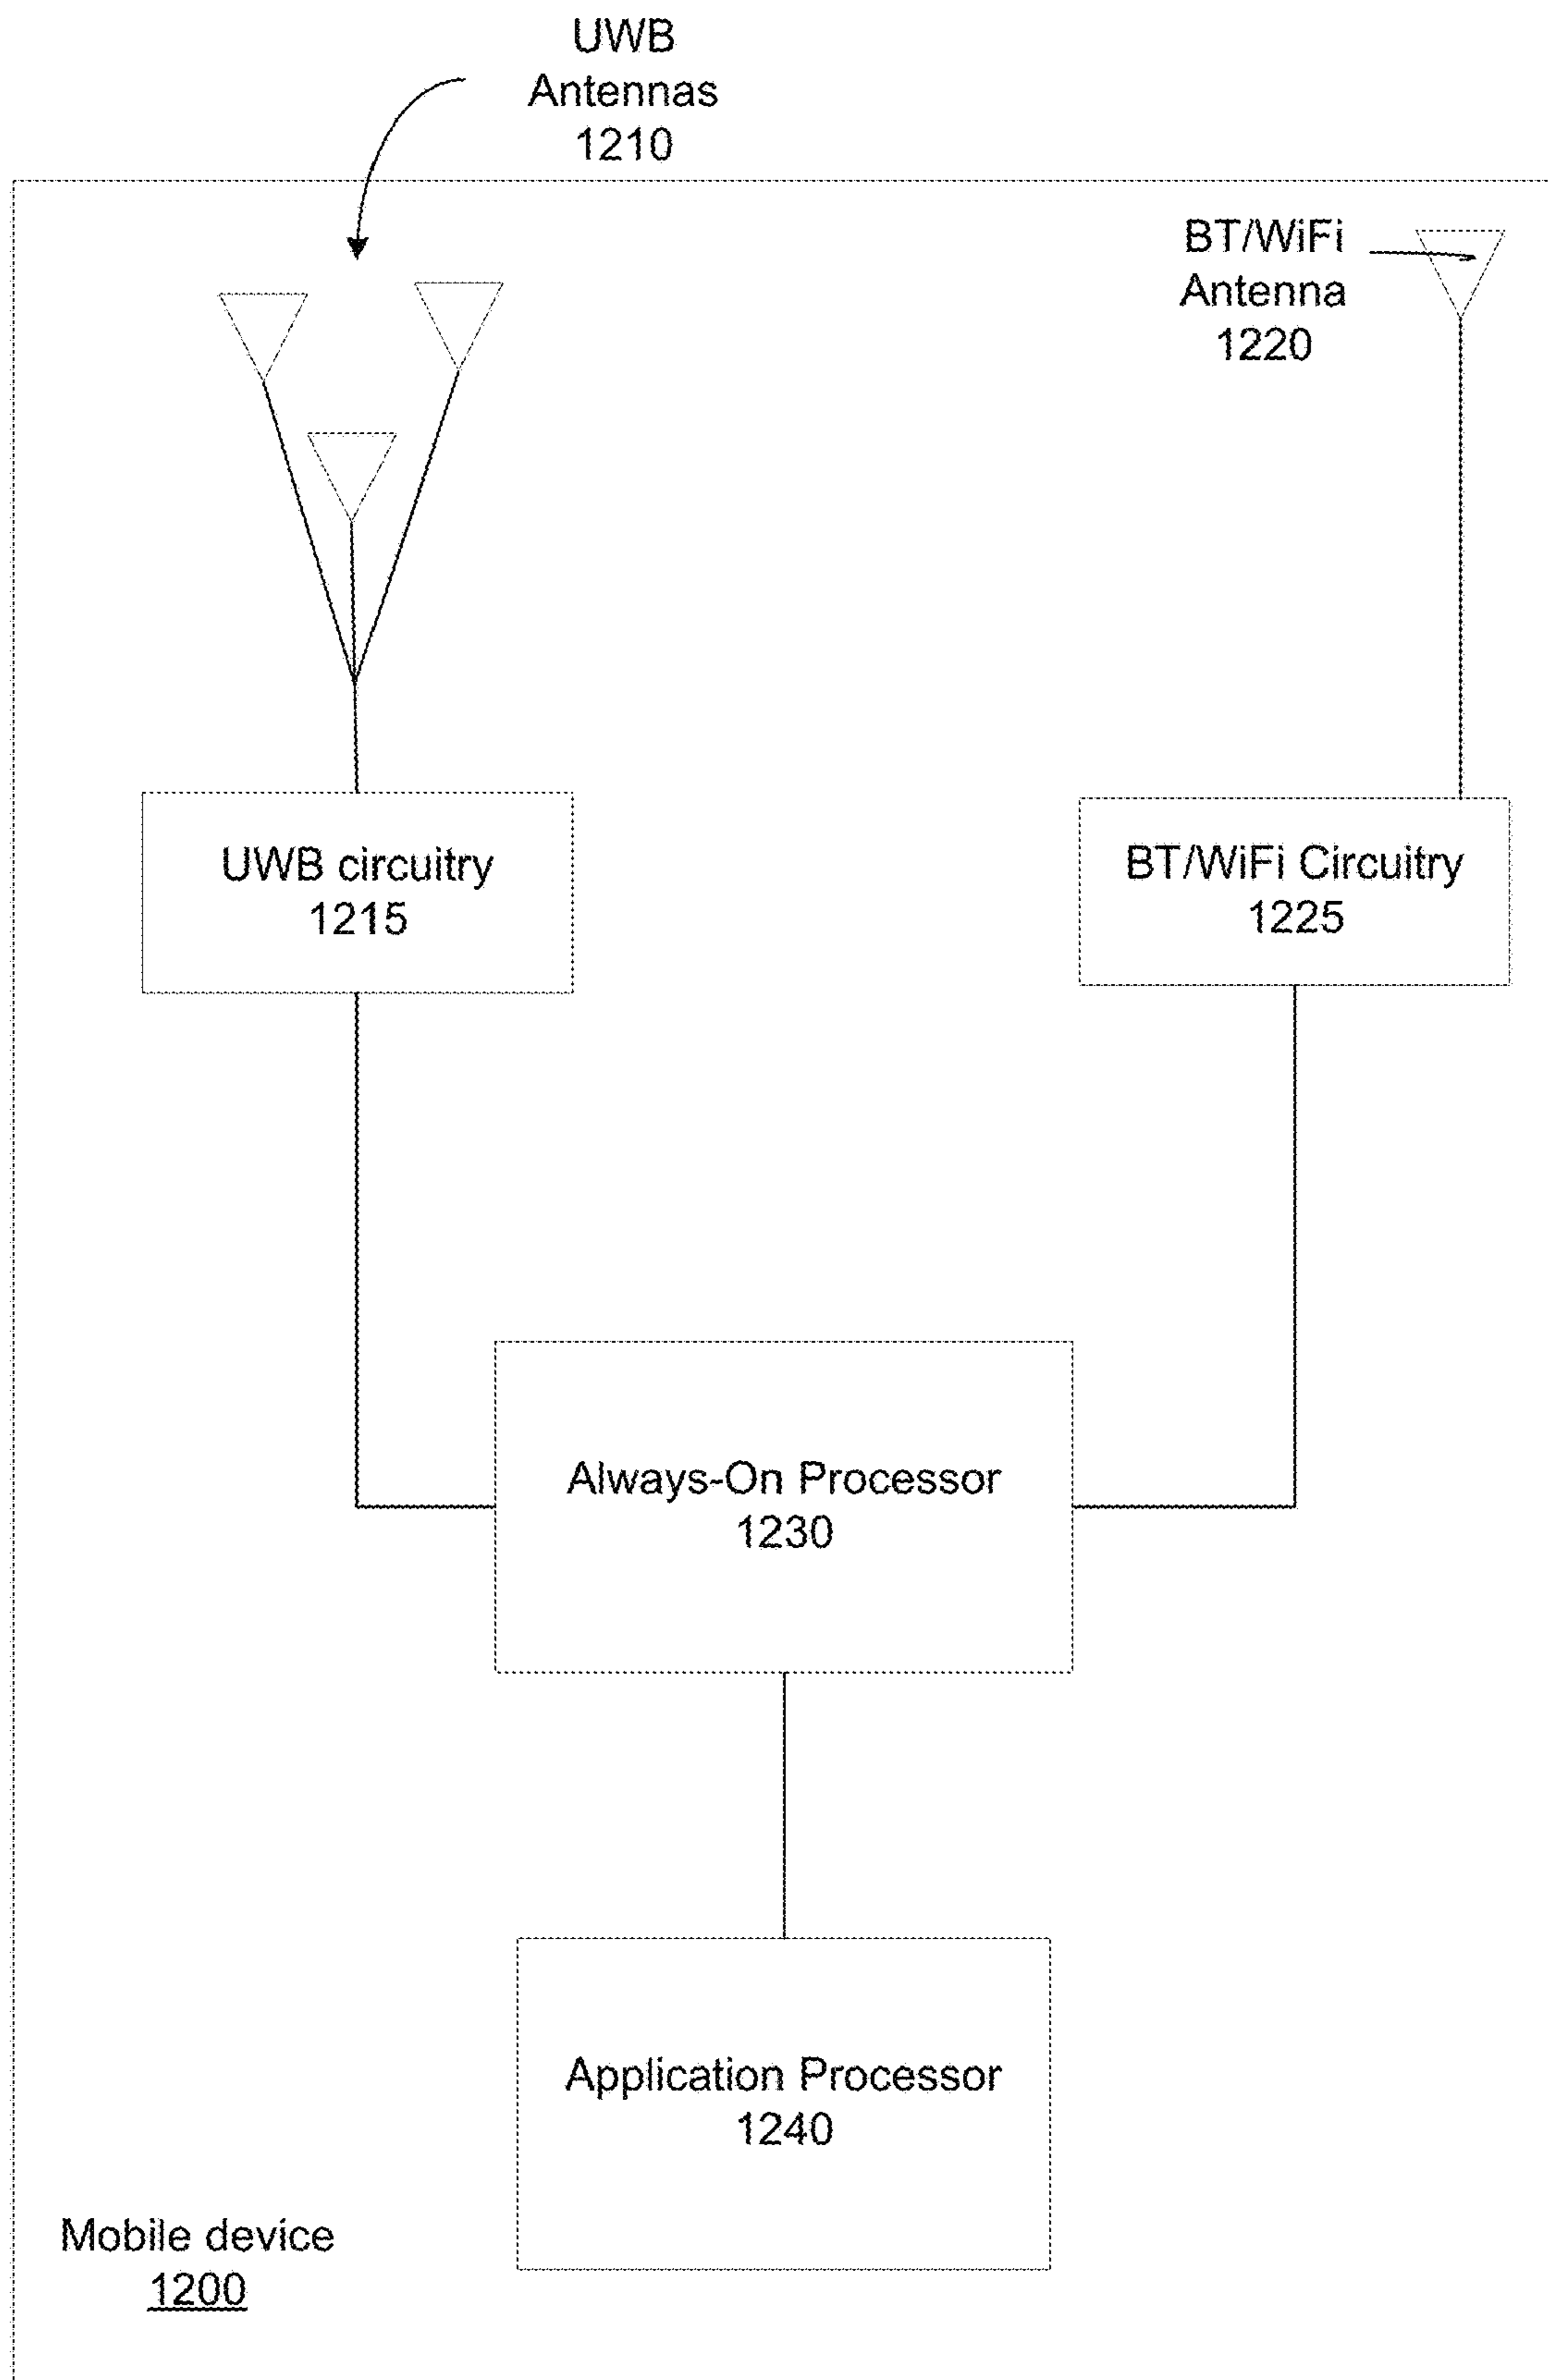 UWB
Antennas
1210
BT/WiFi
Antenna
1220
UWB circuitry
1215
BT/WiFi Circuitry
1225
Always-On Processor
1230
Application Processor
1240
Mobile device
1200